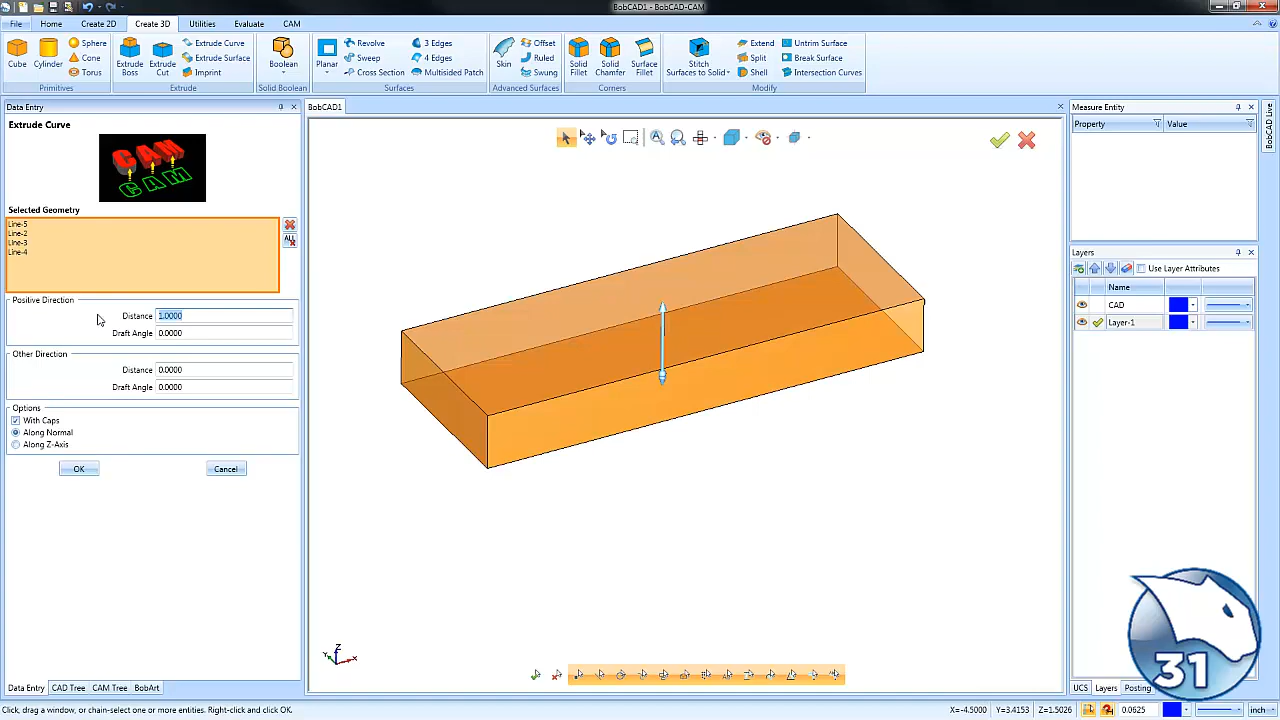 BobCAD1 - BobCAD-CAM
File Home Create 2D Create 3D Utilities Evaluate CAM
Cube Cylinder Sphere Cone Torus
Primitives
Extrude Boss Extrude Cut Extrude Curve Extrude Surface Imprint
Extrude
Boolean
Solid Boolean
Planar Revolve Sweep Cross Section 3 Edges 4 Edges Multisided Patch
Surfaces
Skin Offset Ruled Swung
Advanced Surfaces
Solid Fillet Solid Chamfer Surface Fillet
Corners
Stitch Surfaces to Solid Extend Split Shell Untrim Surface Break Surface Intersection Curves
Modify
Data Entry
Extrude Curve
CAM
CAM
Selected Geometry
Line-5
Line-2
Line-3
Line-4
ALL
Positive Direction
Distance 1.0000
Draft Angle 0.0000
Other Direction
Distance 0.0000
Draft Angle 0.0000
Options
With Caps
Along Normal
Along Z-Axis
OK Cancel
Data Entry CAD Tree CAM Tree BobArt
BobCAD1
Z
Y
X
Measure Entity
Property Value
BobCAD Live
Layers
Use Layer Attributes
Name
CAD
Layer-1
31
UCS Layers Posting
Click, drag a window, or chain-select one or more entities. Right-click and click OK.
X=-4.5000 Y=3.4153 Z=1.5026 0.0625 inch